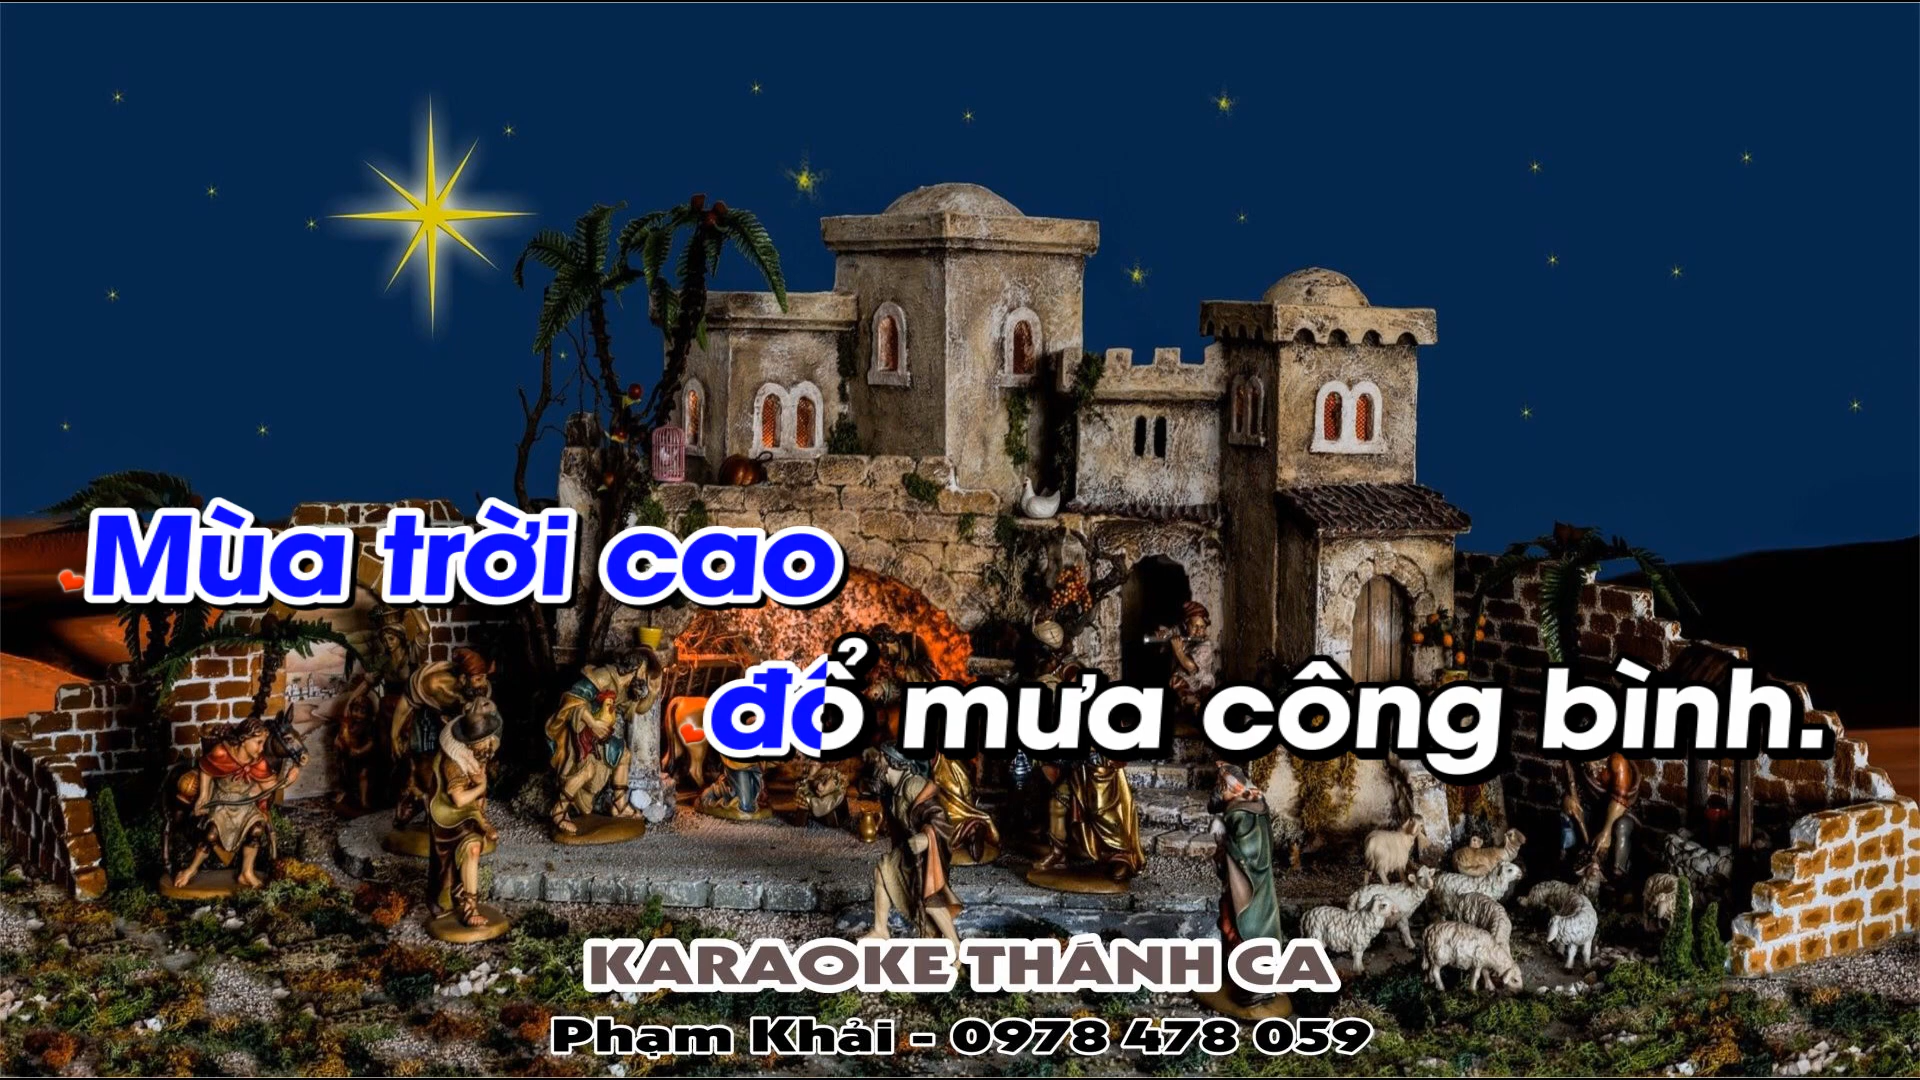 Mùa trời cao
đổ mưa công bình.
KARAOKE THÁNH CA
Phạm Khải - 0978 478 059